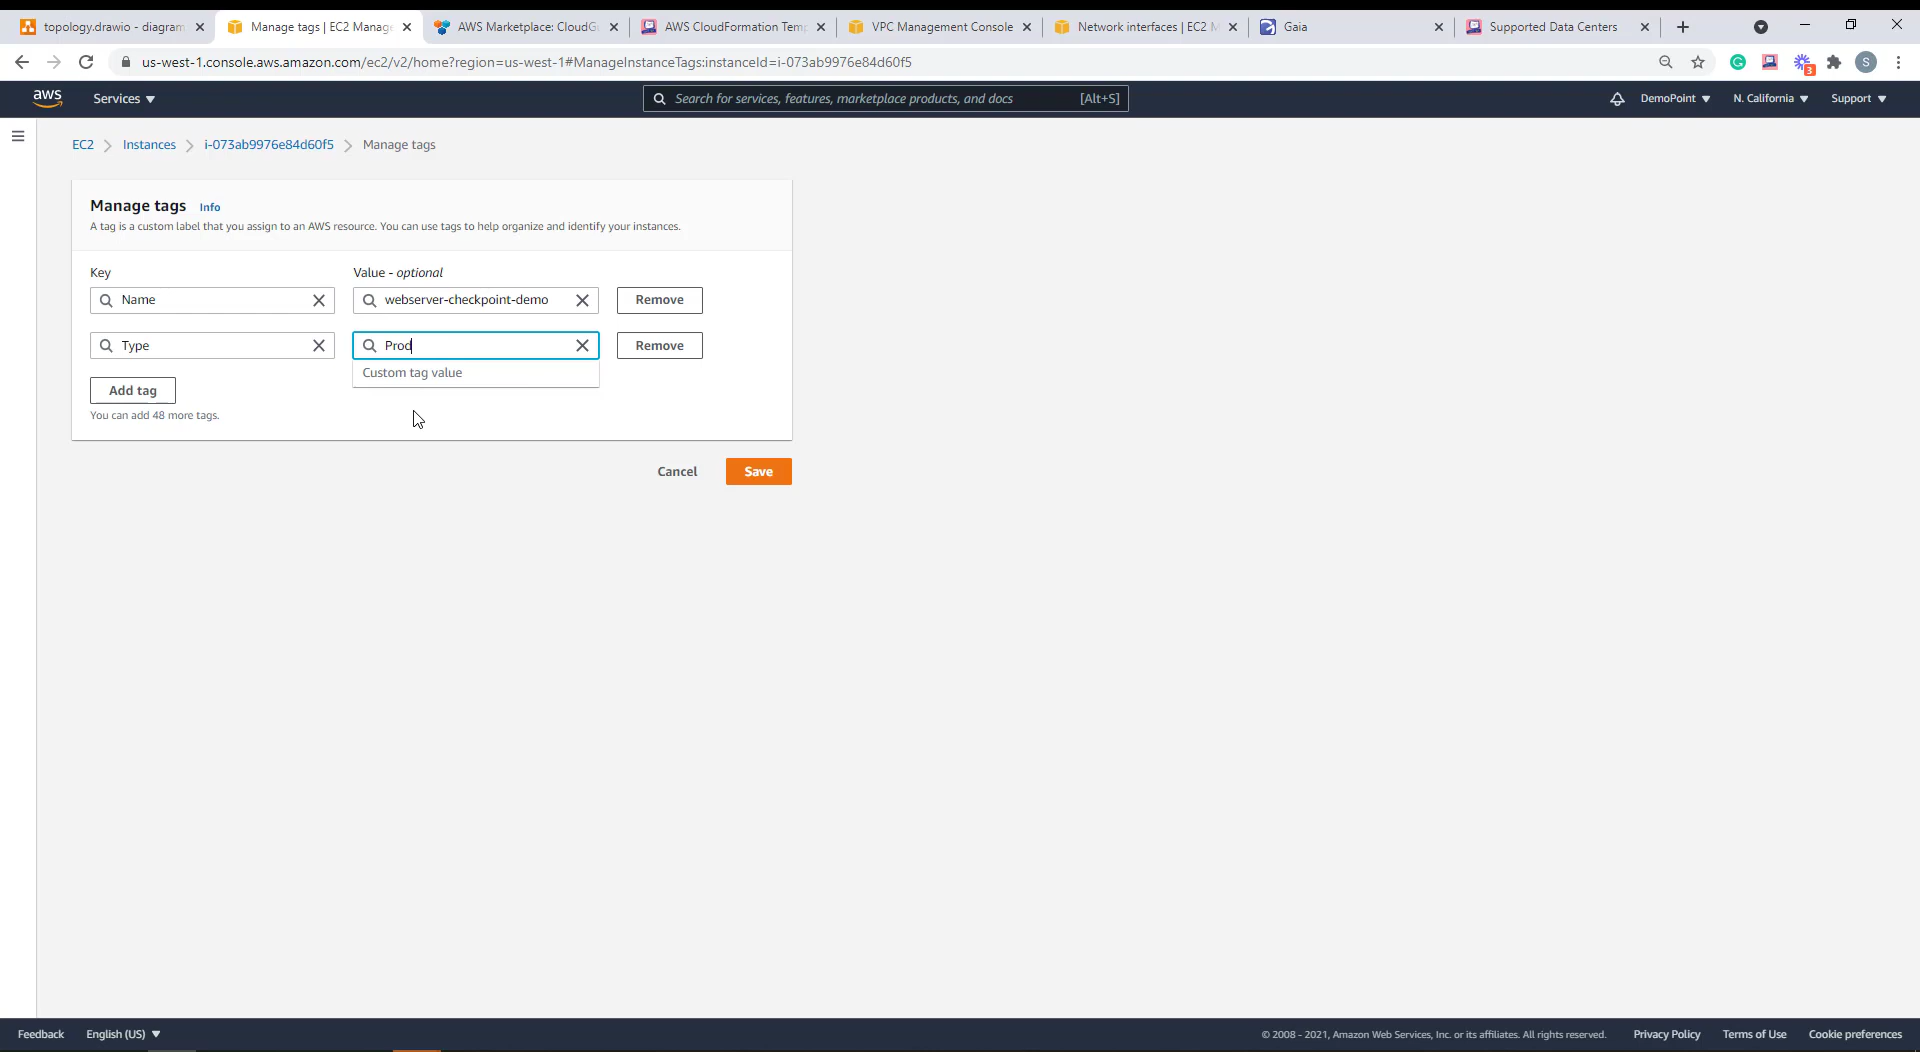 topology.drawio - diagram
Manage tags | EC2 Manage
AWS Marketplace: CloudGu
AWS CloudFormation Temp
VPC Management Console
Network interfaces | EC2 M
Gaia
Supported Data Centers
us-west-1.console.aws.amazon.com/ec2/v2/home?region=us-west-1#ManageInstanceTags:instanceId=i-073ab9976e84d60f5
3
S
aws
Services
Search for services, features, marketplace products, and docs
[Alt+S]
DemoPoint
N. California
Support
EC2
Instances
i-073ab9976e84d60f5
Manage tags
Manage tags Info
A tag is a custom label that you assign to an AWS resource. You can use tags to help organize and identify your instances.
Key
Value - optional
Name
webserver-checkpoint-demo
Remove
Type
Prod
Remove
Custom tag value
Add tag
You can add 48 more tags.
Cancel
Save
Feedback
English (US)
© 2008 - 2021, Amazon Web Services, Inc. or its affiliates. All rights reserved.
Privacy Policy
Terms of Use
Cookie preferences